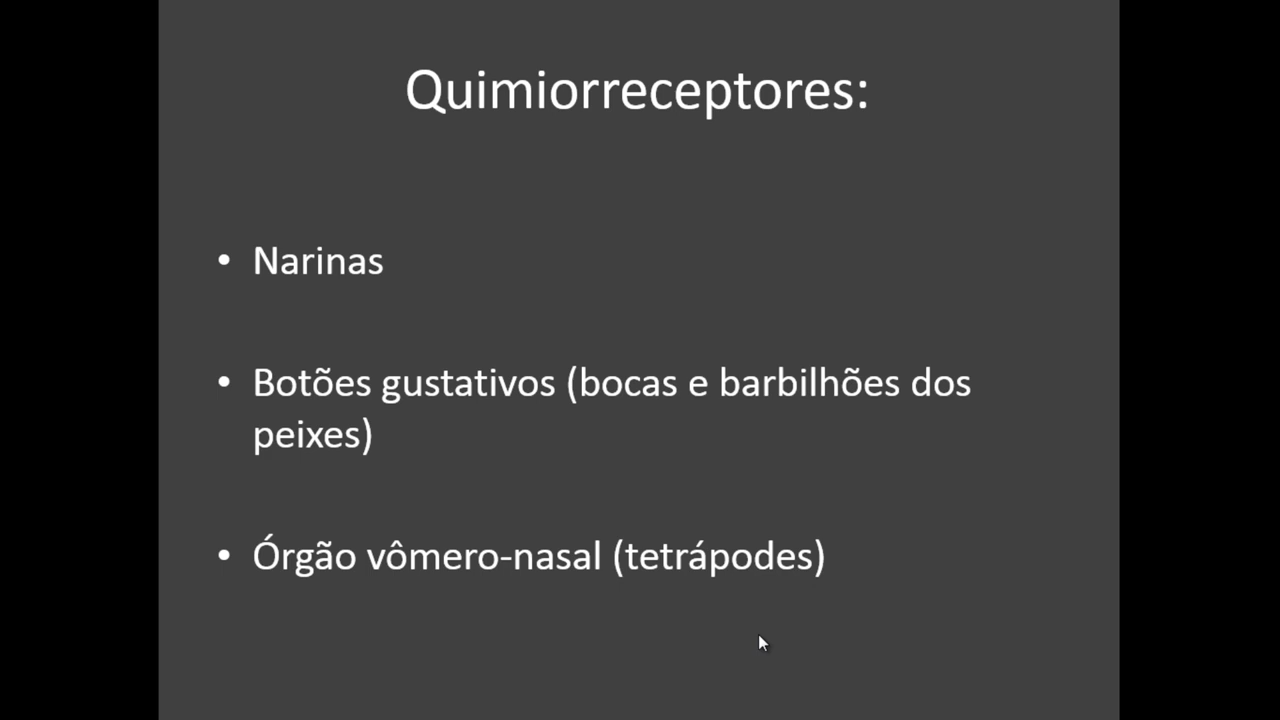 Quimiorreceptores:
• Narinas
• Botões gustativos (bocas e barbilhões dos
peixes)
• Órgão vômero-nasal (tetrápodes)